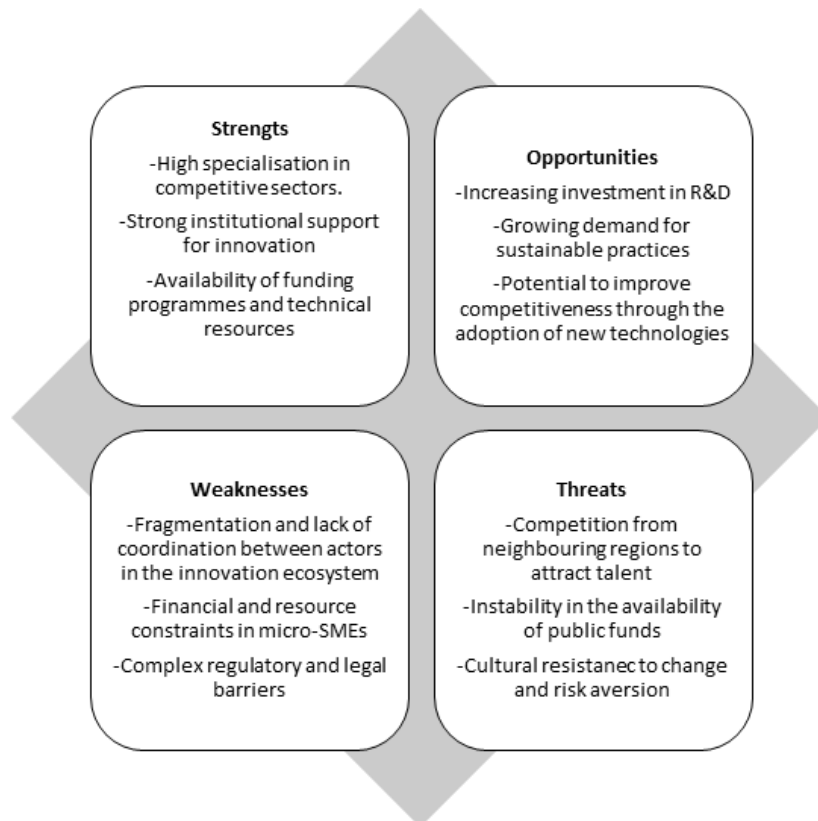 Strengts
-High specialisation in
competitive sectors.
-Strong institutional support
for innovation
-Availability of funding
programmes and technical
resources
Opportunities
-Increasing investment in R&D
-Growing demand for
sustainable practices
-Potential to improve
competitiveness through the
adoption of new technologies
Weaknesses
-Fragmentation and lack of
coordination between actors
in the innovation ecosystem
-Financial and resource
constraints in micro-SMEs
-Complex regulatory and legal
barriers
Threats
-Competition from
neighbouring regions to
attract talent
-Instability in the availability
of public funds
-Cultural resistanec to change
and risk aversion